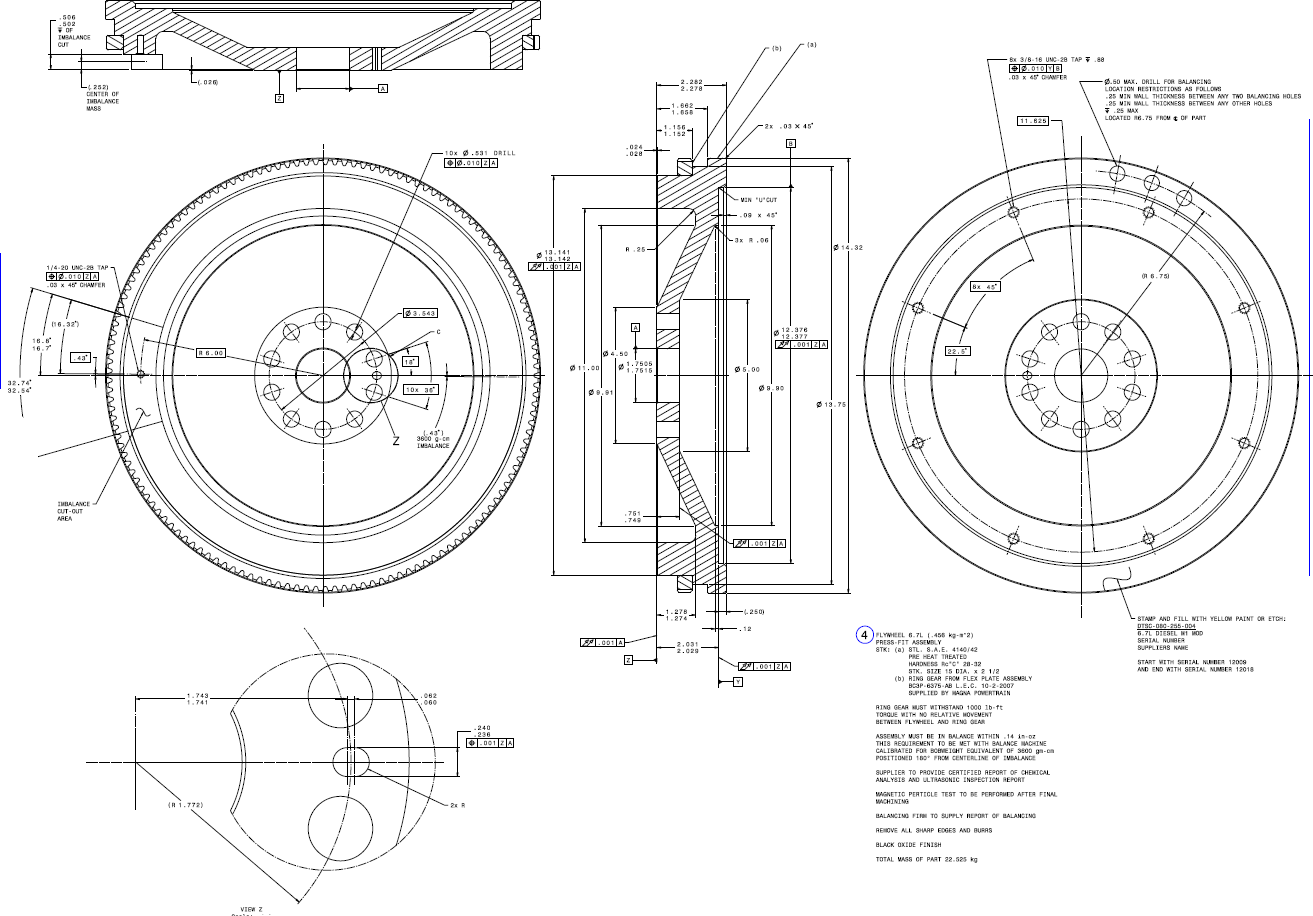 .506
.502
↧ OF
IMBALANCE
CUT
(.252)
CENTER OF
IMBALANCE
MASS
(.026)
Z
A
10x Ø .531 DRILL
⌖ Ø.010 Z A
1/4-20 UNC-2B TAP
⌖ Ø.010 Z A
.03 x 45° CHAMFER
(16.32°)
16.8°
16.7°
.43°
32.74°
32.54°
R 6.00
Ø 3.543
C
18°
10x 36°
(.43°)
3600 g-cm
IMBALANCE
Z
IMBALANCE
CUT-OUT
AREA
(b)
(a)
2.282
2.278
1.662
1.658
1.156
1.152
.024
.028
2x .03 X 45°
B
MIN "U"CUT
.09 x 45°
3x R .06
R .25
Ø 13.141
13.142
.001 Z A
Ø 14.32
A
Ø 4.50
Ø 1.7505
1.7515
Ø 11.00
Ø 9.91
Ø 5.00
Ø 12.376
12.377
.001 Z A
Ø 9.90
Ø 13.75
.751
.749
.001 Z A
1.278
1.274
(.250)
.12
.001 A
Z
2.031
2.029
.001 Z A
Y
8x 3/8-16 UNC-2B TAP ↧ .88
⌖ Ø.010 Y B
.03 x 45° CHAMFER
11.625
Ø.50 MAX. DRILL FOR BALANCING
LOCATION RESTRICTIONS AS FOLLOWS
.25 MIN WALL THICKNESS BETWEEN ANY TWO BALANCING HOLES
.25 MIN WALL THICKNESS BETWEEN ANY OTHER HOLES
↧ .25 MAX
LOCATED R6.75 FROM ℄ OF PART
(R 6.75)
8x 45°
22.5°
STAMP AND FILL WITH YELLOW PAINT OR ETCH:
DTSC-080-255-004
6.7L DIESEL W1 MOD
SERIAL NUMBER
SUPPLIERS NAME
START WITH SERIAL NUMBER 12009
AND END WITH SERIAL NUMBER 12018
4
FLYWHEEL 6.7L (.456 kg-m^2)
PRESS-FIT ASSEMBLY
STK: (a) STL. S.A.E. 4140/42
PRE HEAT TREATED
HARDNESS Rc"C" 28-32
STK. SIZE 15 DIA. x 2 1/2
(b) RING GEAR FROM FLEX PLATE ASSEMBLY
BC3P-6375-AB L.E.C. 10-2-2007
SUPPLIED BY MAGNA POWERTRAIN
RING GEAR MUST WITHSTAND 1000 lb-ft
TORQUE WITH NO RELATIVE MOVEMENT
BETWEEN FLYWHEEL AND RING GEAR
ASSEMBLY MUST BE IN BALANCE WITHIN .14 in-oz
THIS REQUIREMENT TO BE MET WITH BALANCE MACHINE
CALIBRATED FOR BOBWEIGHT EQUIVALENT OF 3600 gm-cm
POSITIONED 180° FROM CENTERLINE OF IMBALANCE
SUPPLIER TO PROVIDE CERTIFIED REPORT OF CHEMICAL
ANALYSIS AND ULTRASONIC INSPECTION REPORT
MAGNETIC PERTICLE TEST TO BE PERFORMED AFTER FINAL
MACHINING
BALANCING FIRM TO SUPPLY REPORT OF BALANCING
REMOVE ALL SHARP EDGES AND BURRS
BLACK OXIDE FINISH
TOTAL MASS OF PART 22.525 kg
1.743
1.741
.062
.060
.240
.236
⌖ .001 Z A
(R 1.772)
2x R
VIEW Z